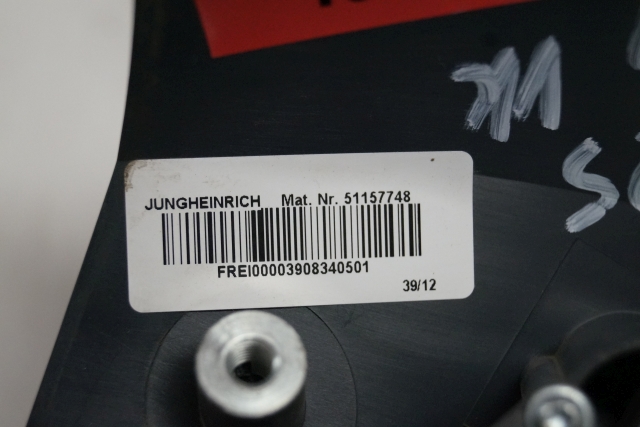 JUNGHEINRICH Mat. Nr. 51157748
FREI00003908340501
39/12